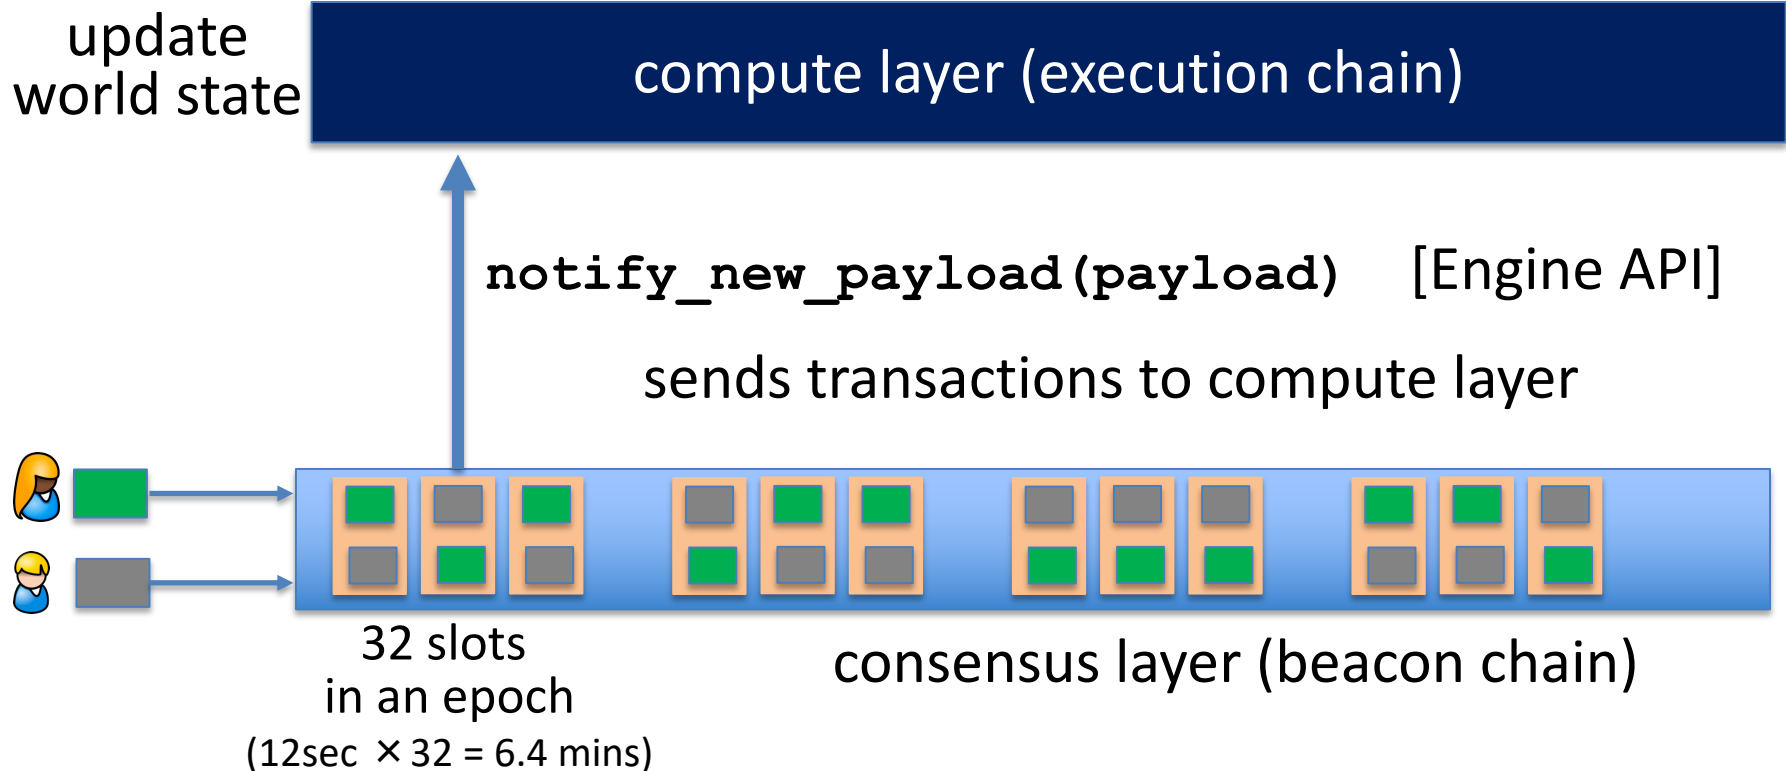 update
world state
compute layer (execution chain)
notify_new_payload(payload) [Engine API]
sends transactions to compute layer
32 slots
in an epoch
(12sec × 32 = 6.4 mins)
consensus layer (beacon chain)